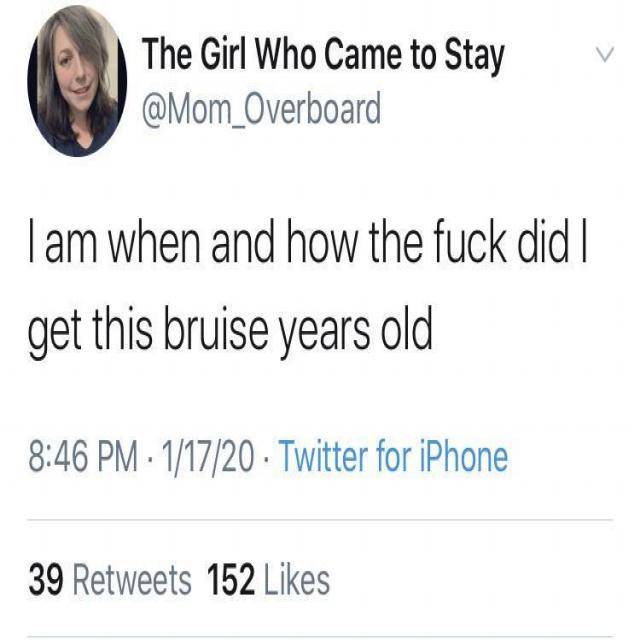 The Girl Who Came to Stay
@Mom_Overboard
I am when and how the fuck did I
get this bruise years old
8:46 PM · 1/17/20 · Twitter for iPhone
39 Retweets 152 Likes